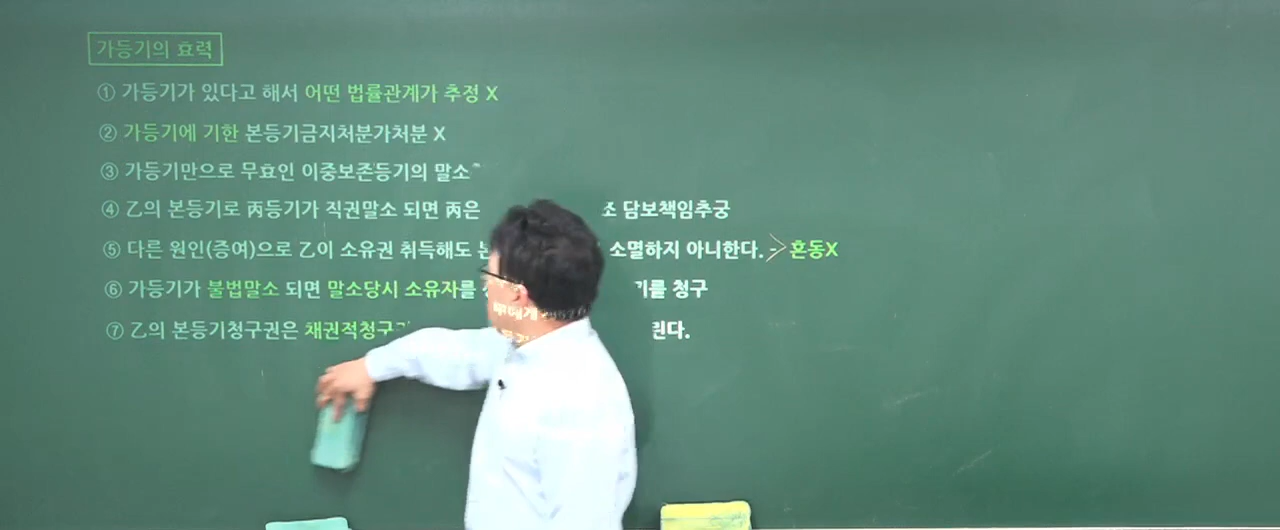 가등기의 효력
① 가등기가 있다고 해서 어떤 법률관계가 추정 X
② 가등기에 기한 본등기금지처분가처분 X
③ 가등기만으로 무효인 이중보존등기의 말소
④ 乙의 본등기로 丙등기가 직권말소 되면 丙은 조 담보책임추궁
⑤ 다른 원인(증여)으로 乙이 소유권 취득해도 소멸하지 아니한다. -> 혼동X
⑥ 가등기가 불법말소 되면 말소당시 소유자를 기를 청구
⑦ 乙의 본등기청구권은 채권적청구 린다.